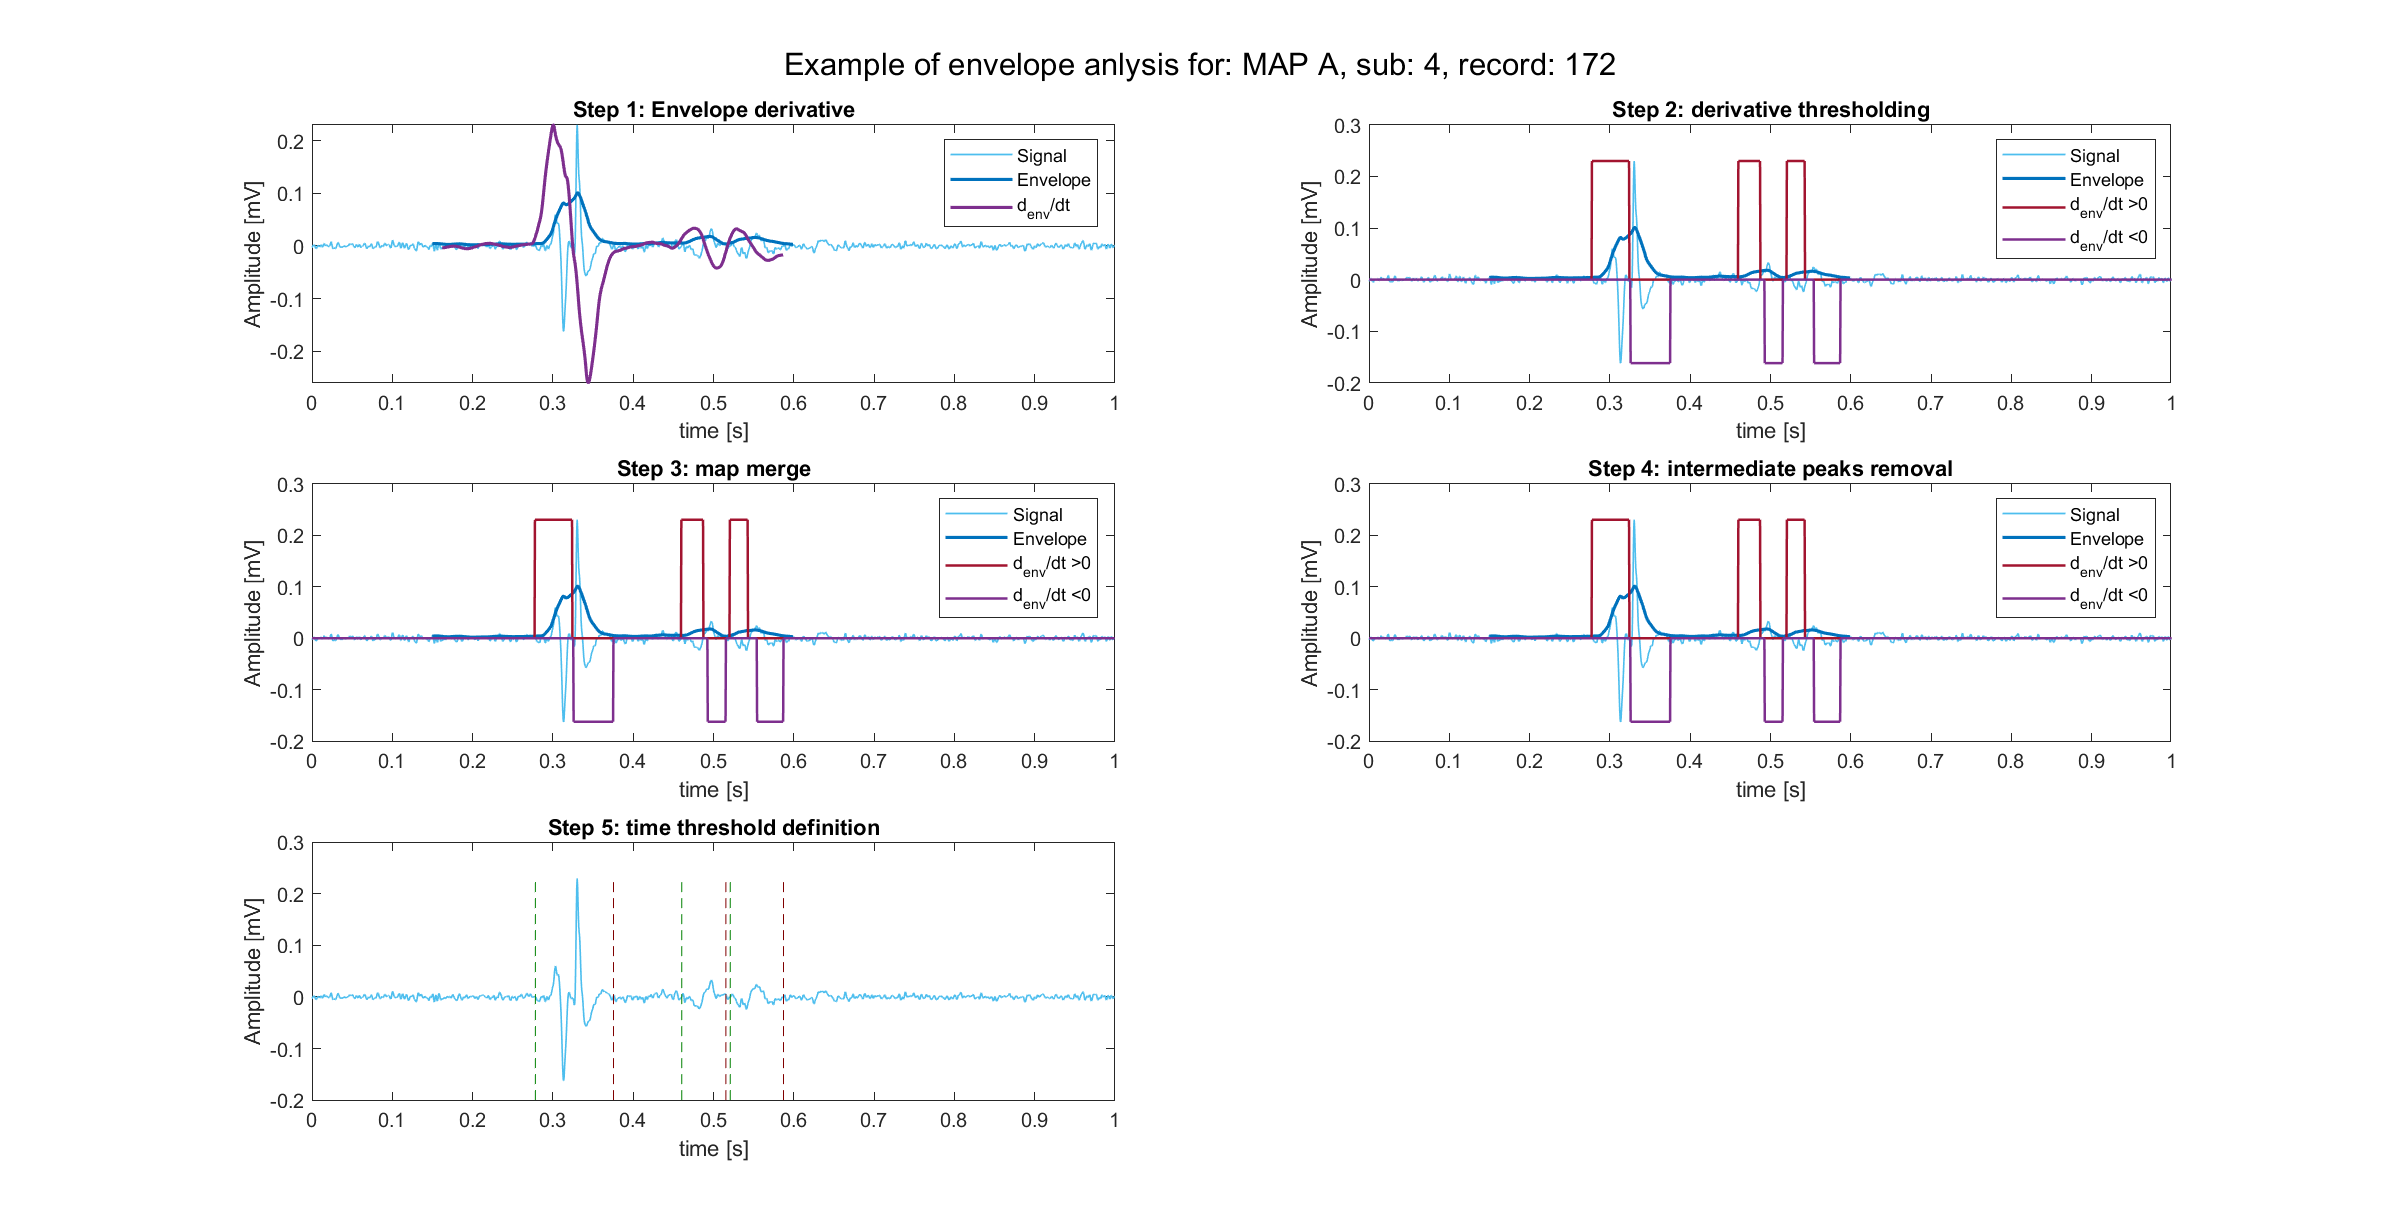 Example of envelope anlysis for: MAP A, sub: 4, record: 172
Step 1: Envelope derivative
0.2
0.1
0
-0.1
-0.2
Amplitude [mV]
0 0.1 0.2 0.3 0.4 0.5 0.6 0.7 0.8 0.9 1
time [s]
Signal
Envelope
d_env/dt
Step 2: derivative thresholding
0.3
0.2
0.1
0
-0.1
-0.2
Amplitude [mV]
0 0.1 0.2 0.3 0.4 0.5 0.6 0.7 0.8 0.9 1
time [s]
Signal
Envelope
d_env/dt >0
d_env/dt <0
Step 3: map merge
0.3
0.2
0.1
0
-0.1
-0.2
Amplitude [mV]
0 0.1 0.2 0.3 0.4 0.5 0.6 0.7 0.8 0.9 1
time [s]
Signal
Envelope
d_env/dt >0
d_env/dt <0
Step 4: intermediate peaks removal
0.3
0.2
0.1
0
-0.1
-0.2
Amplitude [mV]
0 0.1 0.2 0.3 0.4 0.5 0.6 0.7 0.8 0.9 1
time [s]
Signal
Envelope
d_env/dt >0
d_env/dt <0
Step 5: time threshold definition
0.3
0.2
0.1
0
-0.1
-0.2
Amplitude [mV]
0 0.1 0.2 0.3 0.4 0.5 0.6 0.7 0.8 0.9 1
time [s]